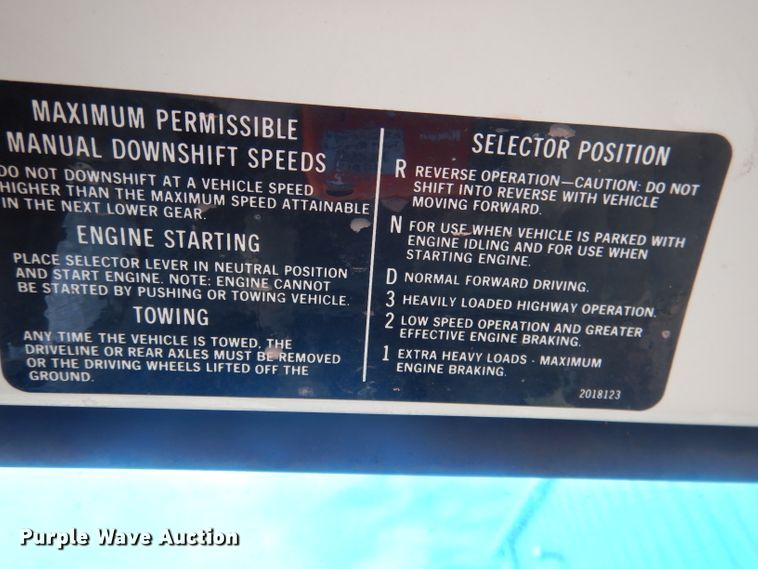 MAXIMUM PERMISSIBLE
MANUAL DOWNSHIFT SPEEDS
DO NOT DOWNSHIFT AT A VEHICLE SPEED
HIGHER THAN THE MAXIMUM SPEED ATTAINABLE
IN THE NEXT LOWER GEAR.
ENGINE STARTING
PLACE SELECTOR LEVER IN NEUTRAL POSITION
AND START ENGINE. NOTE: ENGINE CANNOT
BE STARTED BY PUSHING OR TOWING VEHICLE.
TOWING
ANY TIME THE VEHICLE IS TOWED, THE
DRIVELINE OR REAR AXLES MUST BE REMOVED
OR THE DRIVING WHEELS LIFTED OFF THE
GROUND.
SELECTOR POSITION
R REVERSE OPERATION—CAUTION: DO NOT
SHIFT INTO REVERSE WITH VEHICLE
MOVING FORWARD.
N FOR USE WHEN VEHICLE IS PARKED WITH
ENGINE IDLING AND FOR USE WHEN
STARTING ENGINE.
D NORMAL FORWARD DRIVING.
3 HEAVILY LOADED HIGHWAY OPERATION.
2 LOW SPEED OPERATION AND GREATER
EFFECTIVE ENGINE BRAKING.
1 EXTRA HEAVY LOADS - MAXIMUM
ENGINE BRAKING.
2018123
Purple Wave Auction